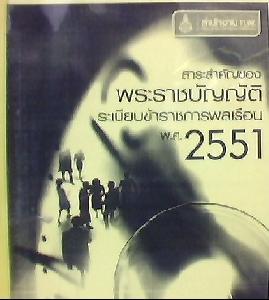 สำนักงาน ก.พ.
สาระสำคัญของ
พระราชบัญญัติ
ระเบียบข้าราชการพลเรือน
พ.ศ. 2551